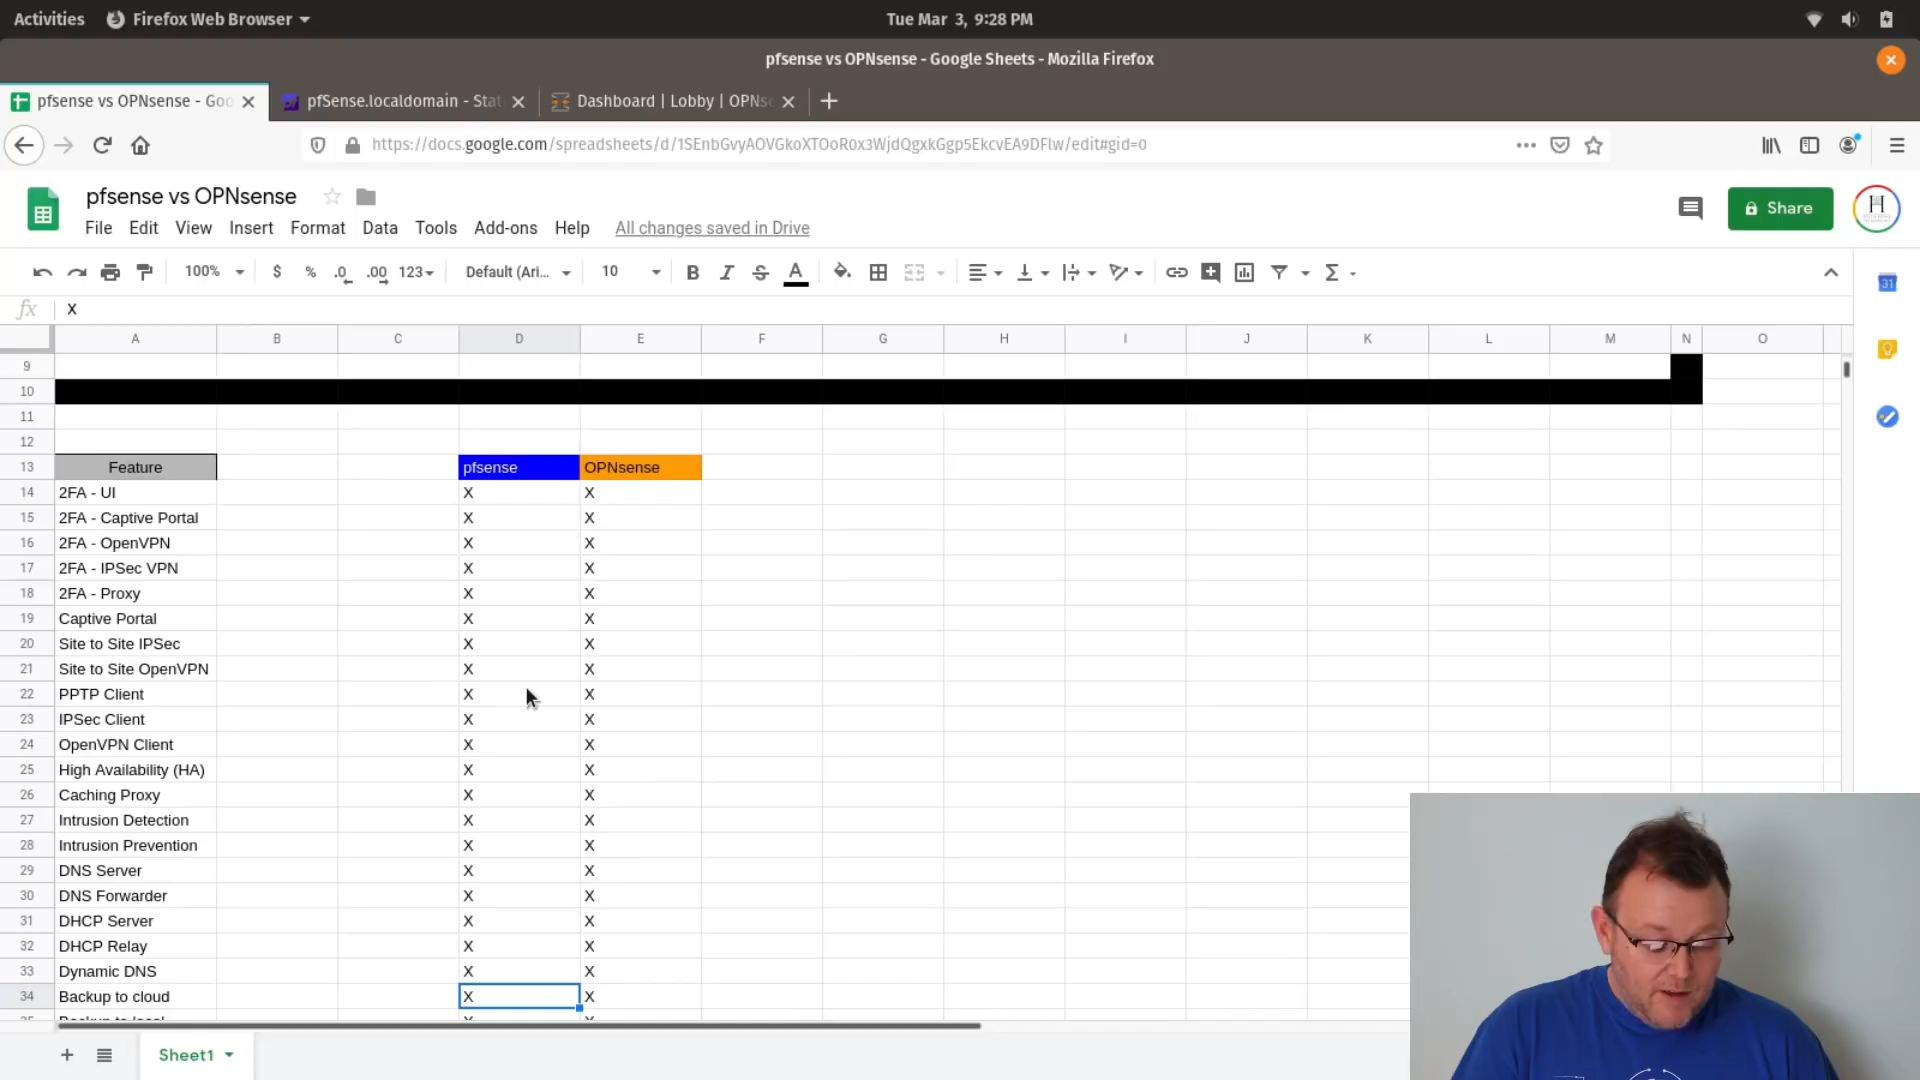 Activities Firefox Web Browser Tue Mar 3, 9:28 PM
pfsense vs OPNsense - Google Sheets - Mozilla Firefox
pfsense vs OPNsense - Goo pfSense.localdomain - Stat Dashboard | Lobby | OPNs
https://docs.google.com/spreadsheets/d/1SEnbGvyAOVGkoXTOoR0x3WjdQgxkGgp5EkcvEA9DFlw/edit#gid=0
pfsense vs OPNsense
File Edit View Insert Format Data Tools Add-ons Help All changes saved in Drive
Share
H
100% $ % .0 .00 123 Default (Ari... 10 B I S A Σ
31
fx X
A B C D E F G H I J K L M N O
9
10
11
12
13 Feature pfsense OPNsense
14 2FA - UI X X
15 2FA - Captive Portal X X
16 2FA - OpenVPN X X
17 2FA - IPSec VPN X X
18 2FA - Proxy X X
19 Captive Portal X X
20 Site to Site IPSec X X
21 Site to Site OpenVPN X X
22 PPTP Client X X
23 IPSec Client X X
24 OpenVPN Client X X
25 High Availability (HA) X X
26 Caching Proxy X X
27 Intrusion Detection X X
28 Intrusion Prevention X X
29 DNS Server X X
30 DNS Forwarder X X
31 DHCP Server X X
32 DHCP Relay X X
33 Dynamic DNS X X
34 Backup to cloud X X
Sheet1